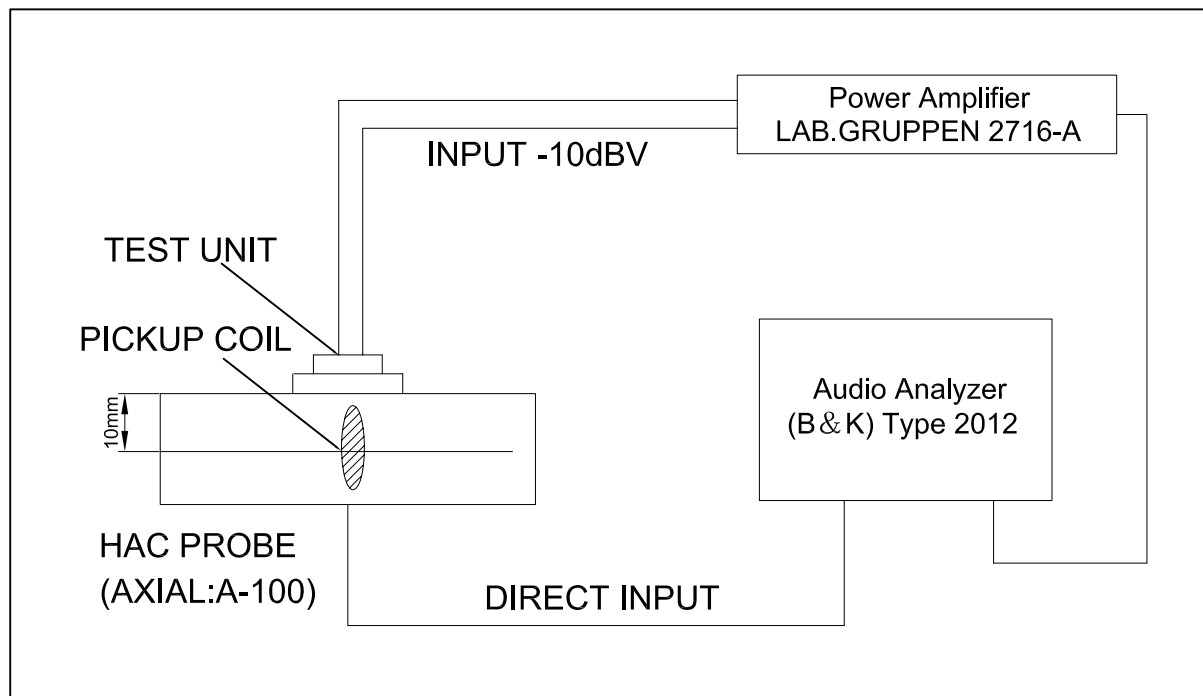 Power Amplifier
LAB.GRUPPEN 2716-A
INPUT -10dBV
TEST UNIT
PICKUP COIL
10mm
Audio Analyzer
(B&K) Type 2012
HAC PROBE
(AXIAL:A-100)
DIRECT INPUT